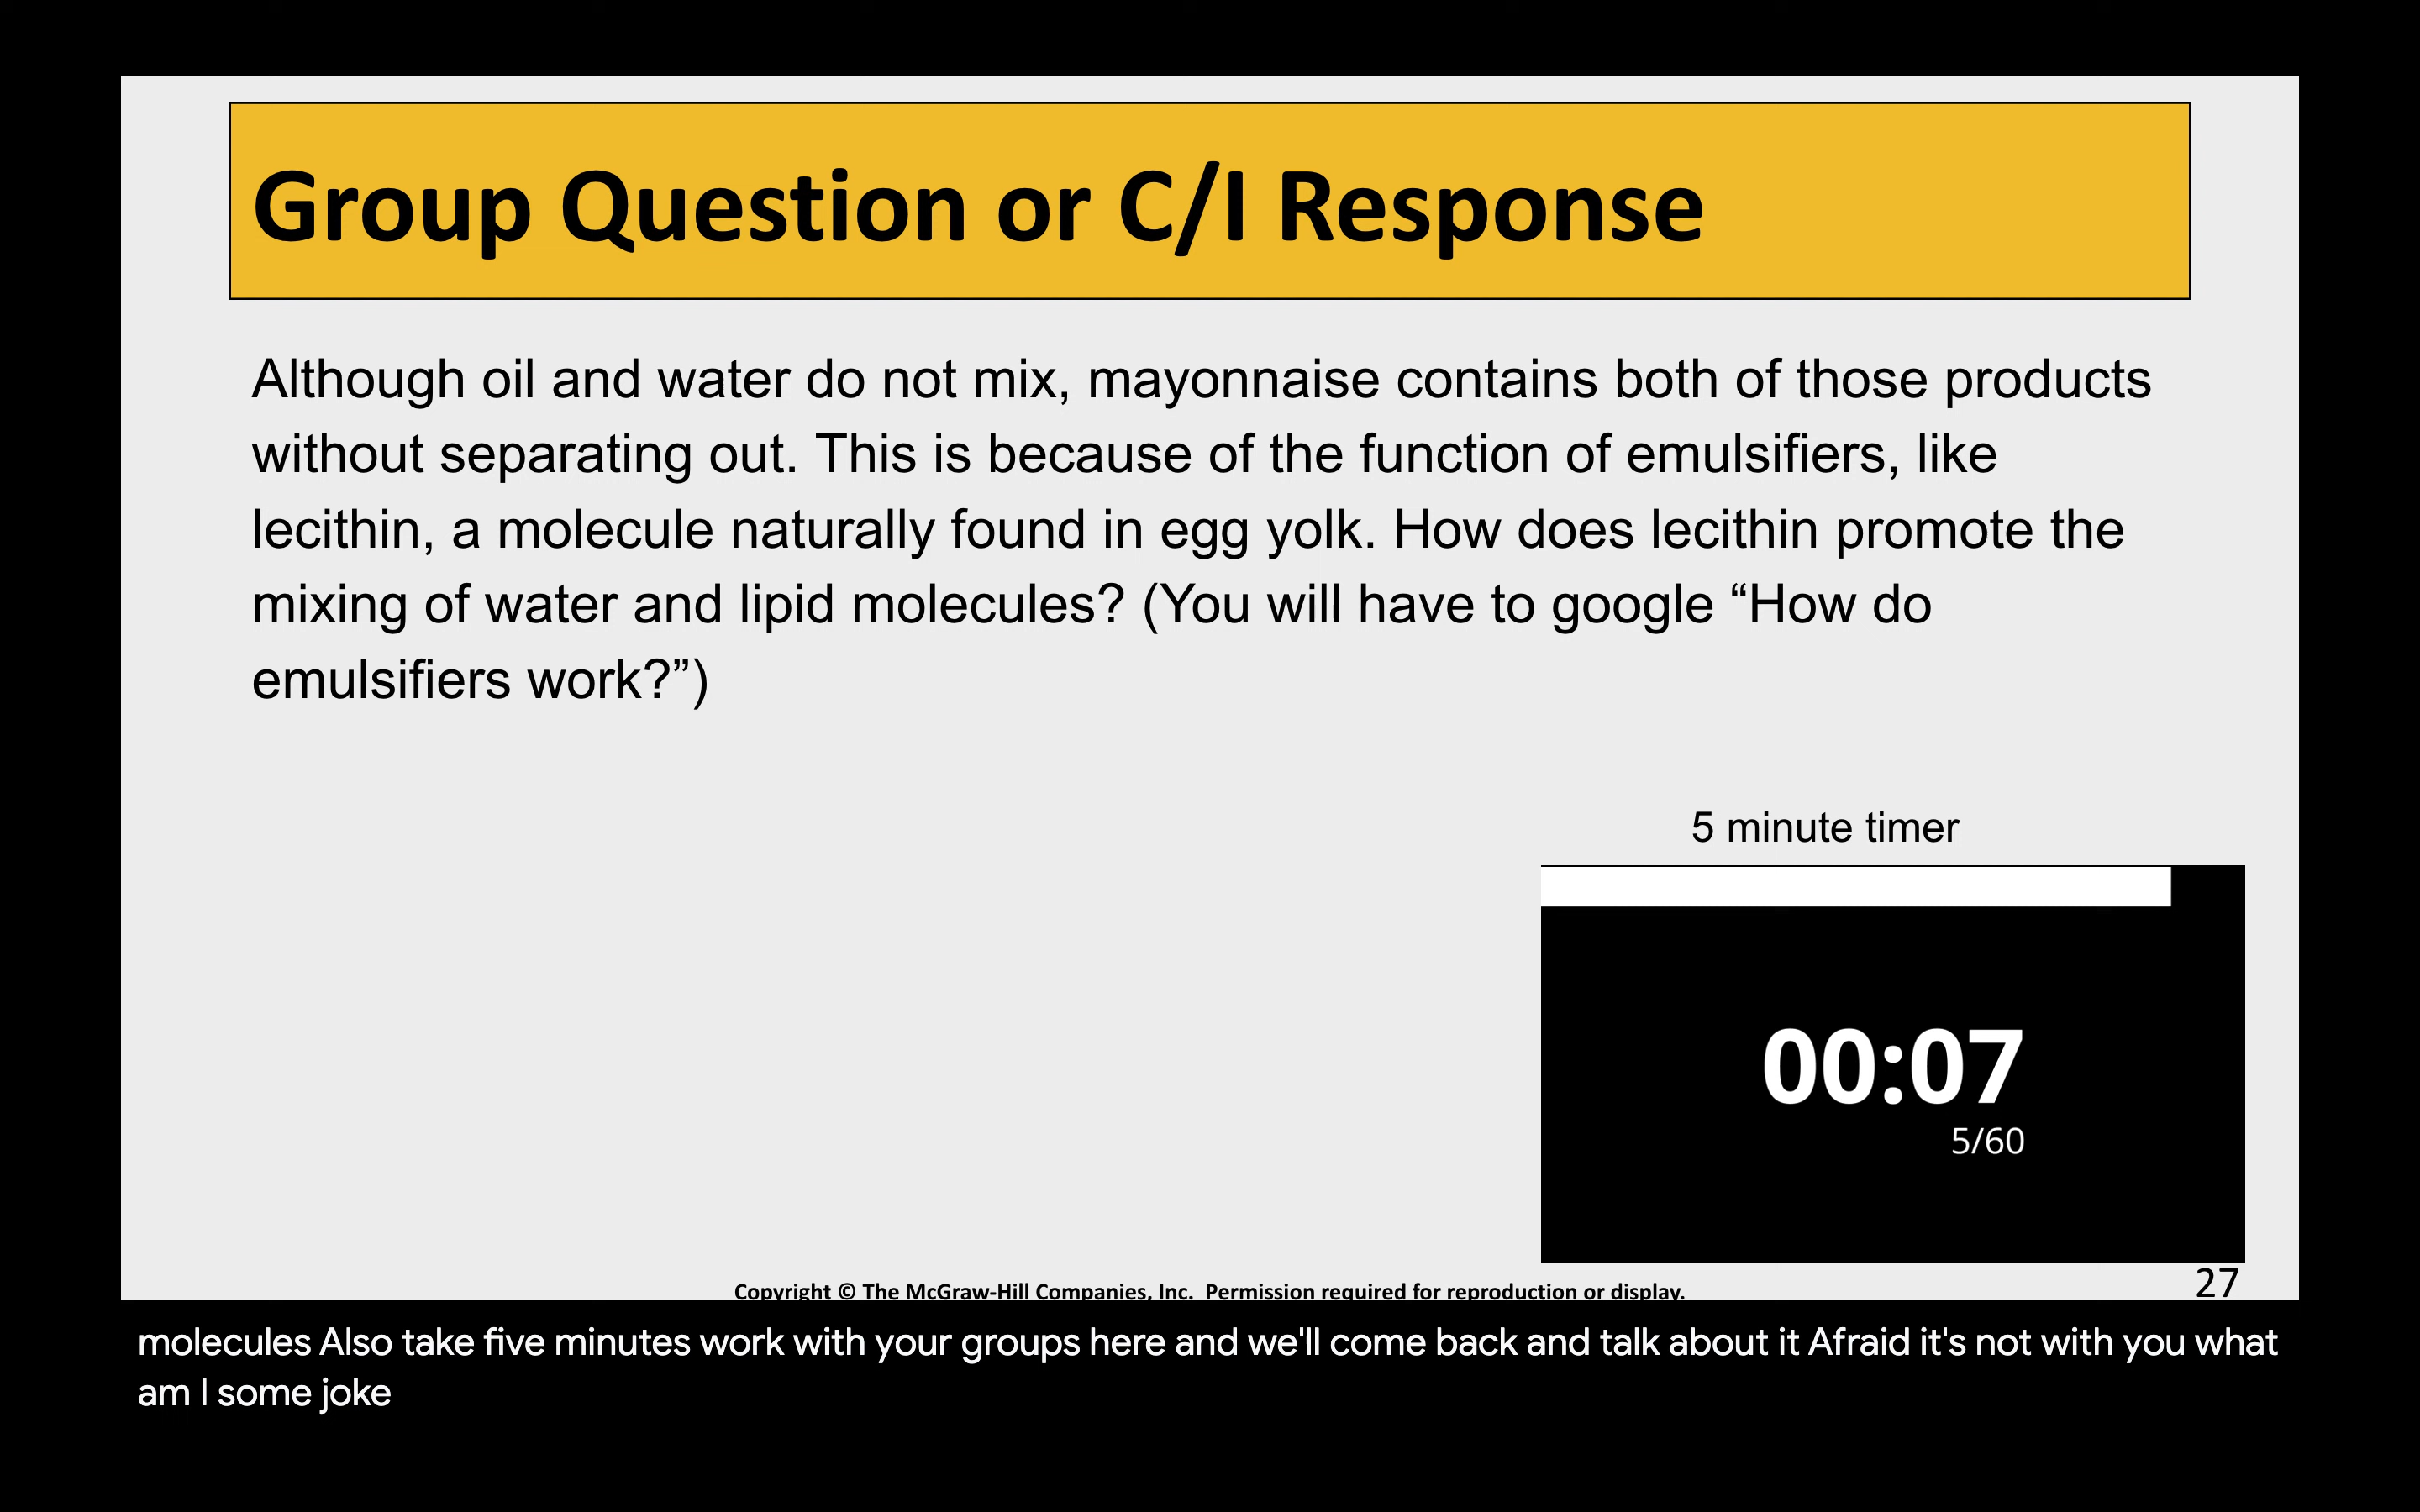 Group Question or C/I Response
Although oil and water do not mix, mayonnaise contains both of those products
without separating out. This is because of the function of emulsifiers, like
lecithin, a molecule naturally found in egg yolk. How does lecithin promote the
mixing of water and lipid molecules? (You will have to google “How do
emulsifiers work?”)
5 minute timer
00:07
5/60
27
Copyright © The McGraw-Hill Companies, Inc. Permission required for reproduction or display.
molecules Also take five minutes work with your groups here and we'll come back and talk about it Afraid it's not with you what
am I some joke